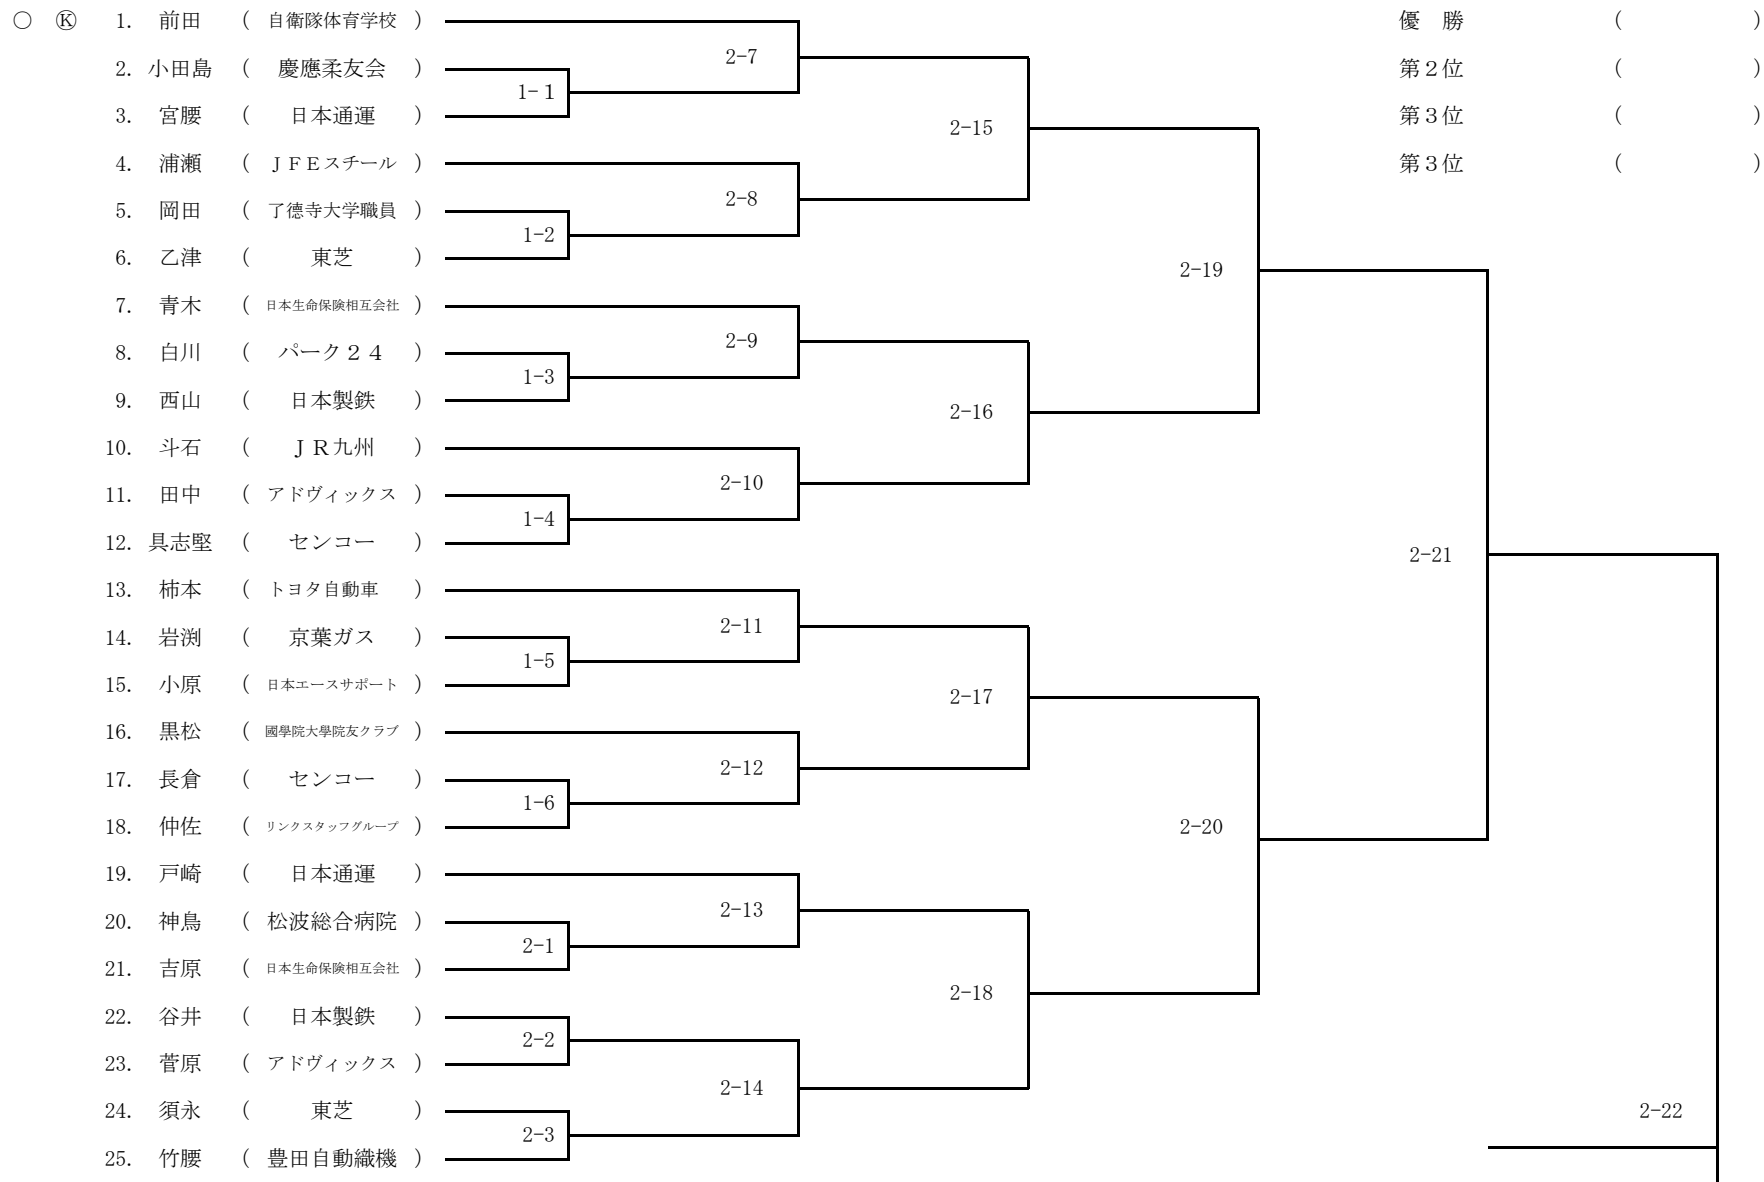 ○ Ⓚ 1. 前田 ( 自衛隊体育学校 ) 優 勝 ( )
2-7
2. 小田島 ( 慶應柔友会 ) 第２位 ( )
1-1
3. 宮腰 ( 日本通運 ) 第３位 ( )
2-15
4. 浦瀬 ( ＪＦＥスチール ) 第３位 ( )
2-8
5. 岡田 ( 了德寺大学職員 )
1-2
6. 乙津 ( 東芝 )
2-19
7. 青木 ( 日本生命保険相互会社 )
2-9
8. 白川 ( パーク２４ )
1-3
9. 西山 ( 日本製鉄 )
2-16
10. 斗石 ( ＪＲ九州 )
2-10
11. 田中 ( アドヴィックス )
1-4
12. 具志堅 ( センコー )
2-21
13. 柿本 ( トヨタ自動車 )
2-11
14. 岩渕 ( 京葉ガス )
1-5
15. 小原 ( 日本エースサポート )
2-17
16. 黒松 ( 國學院大學院友クラブ )
2-12
17. 長倉 ( センコー )
1-6
18. 仲佐 ( リンクスタッフグループ )
2-20
19. 戸崎 ( 日本通運 )
2-13
20. 神鳥 ( 松波総合病院 )
2-1
21. 吉原 ( 日本生命保険相互会社 )
2-18
22. 谷井 ( 日本製鉄 )
2-2
23. 菅原 ( アドヴィックス )
2-14
24. 須永 ( 東芝 )
2-22
2-3
25. 竹腰 ( 豊田自動織機 )